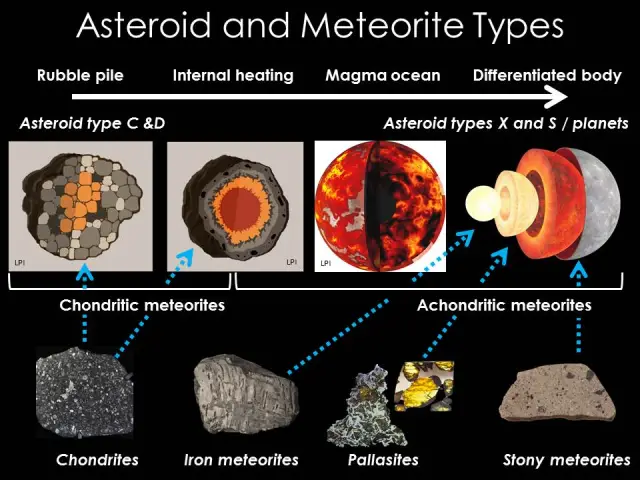 Asteroid and Meteorite Types
Rubble pile Internal heating Magma ocean Differentiated body
Asteroid type C &D Asteroid types X and S / planets
LPI LPI LPI
Chondritic meteorites Achondritic meteorites
Chondrites Iron meteorites Pallasites Stony meteorites